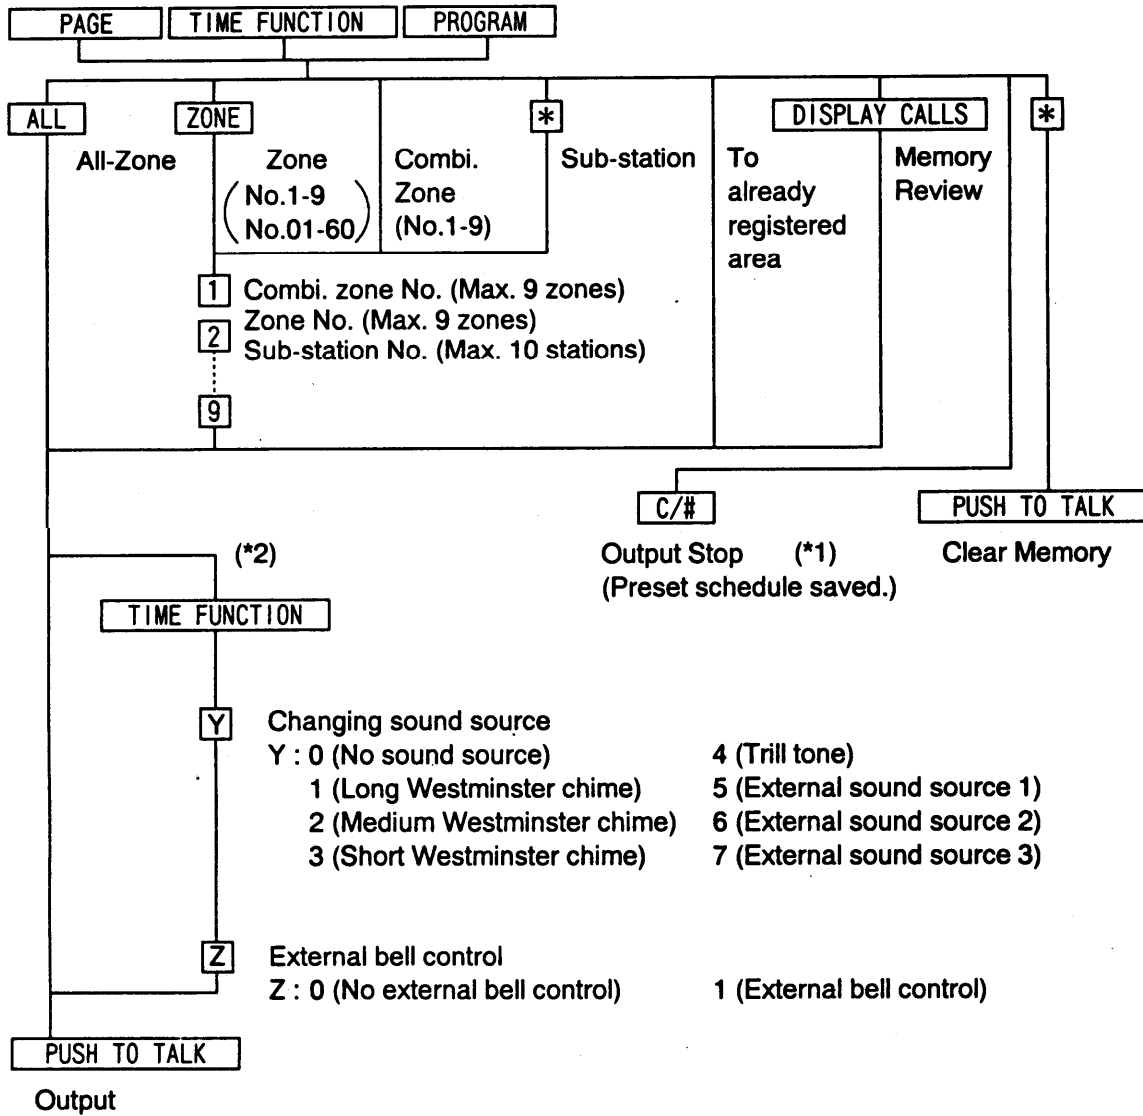 PAGE TIME FUNCTION PROGRAM
ALL ZONE * DISPLAY CALLS *
All-Zone Zone Combi. Sub-station To Memory
(No.1-9 Zone already Review
No.01-60) (No.1-9) registered
area
1 Combi. zone No. (Max. 9 zones)
Zone No. (Max. 9 zones)
2
Sub-station No. (Max. 10 stations)
9
C/# PUSH TO TALK
Output Stop (*1) Clear Memory
(Preset schedule saved.)
(*2)
TIME FUNCTION
Y Changing sound source
Y : 0 (No sound source) 4 (Trill tone)
1 (Long Westminster chime) 5 (External sound source 1)
2 (Medium Westminster chime) 6 (External sound source 2)
3 (Short Westminster chime) 7 (External sound source 3)
Z External bell control
Z : 0 (No external bell control) 1 (External bell control)
PUSH TO TALK
Output